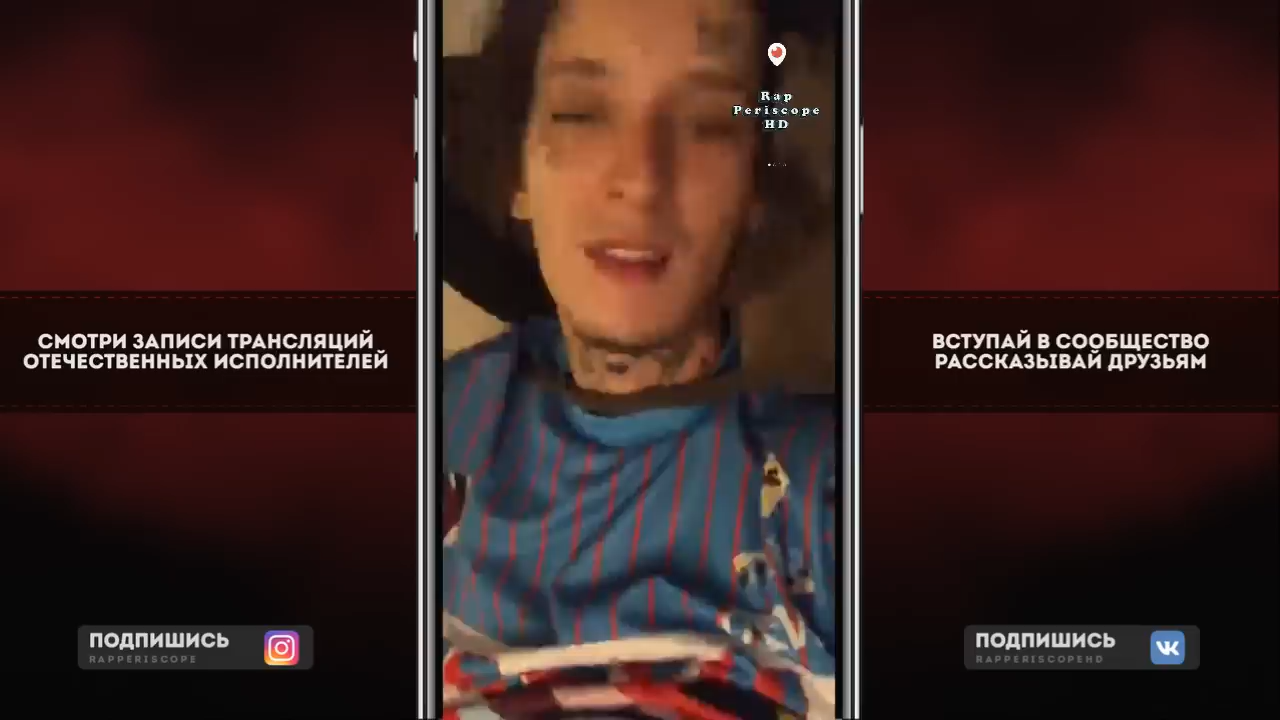 Rap
Periscope
HD
СМОТРИ ЗАПИСИ ТРАНСЛЯЦИЙ
ОТЕЧЕСТВЕННЫХ ИСПОЛНИТЕЛЕЙ
ВСТУПАЙ В СООБЩЕСТВО
РАССКАЗЫВАЙ ДРУЗЬЯМ
ПОДПИШИСЬ
RAPPERISCOPE
ПОДПИШИСЬ
RAPPERISCOPEHD